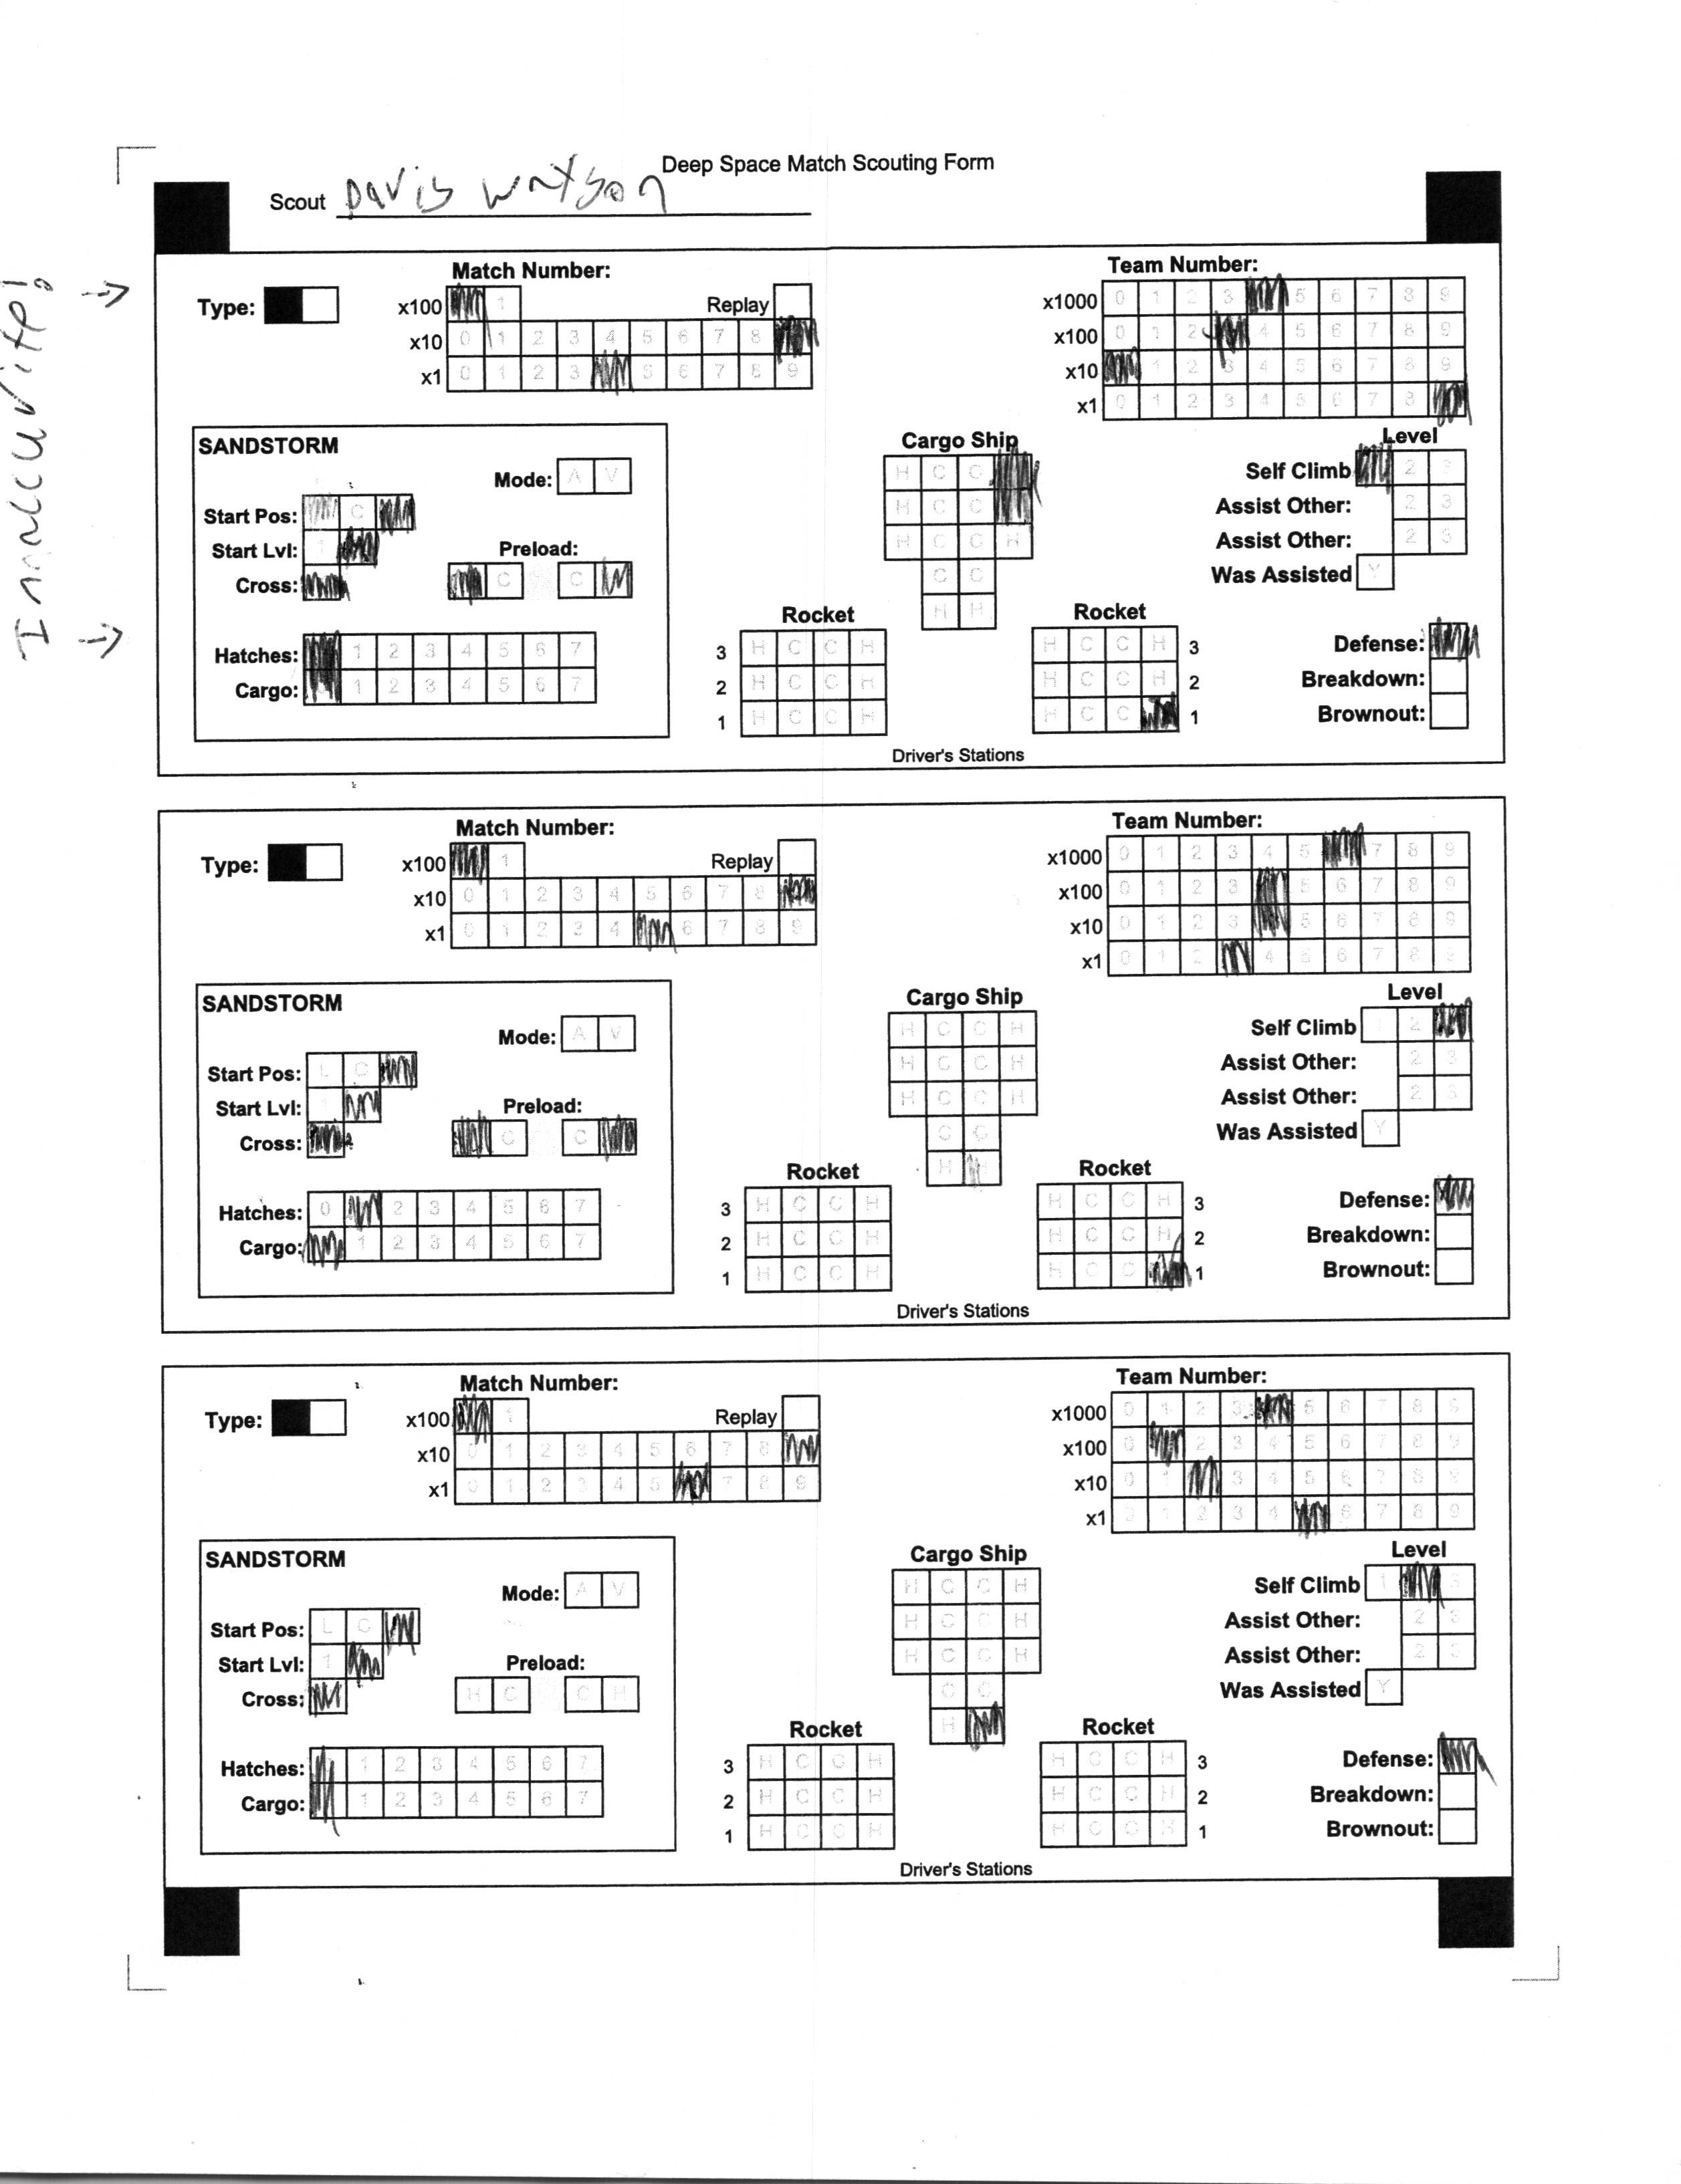 Deep Space Match Scouting Form
Scout Davis Watson
Match Number:
Team Number:
Type:
x100 1 Replay
x10 0 1 2 3 4 5 6 7 8
x1 0 1 2 3 5 6 7 8 9
x1000 0 1 2 3 5 6 7 8 9
x100 0 1 2 4 5 6 7 8 9
x10 1 2 3 4 5 6 7 8 9
x1 0 1 2 3 4 5 6 7 8
SANDSTORM
Mode: A V
Start Pos: C
Start Lvl: 1
Preload:
Cross: C C
Hatches: 1 2 3 4 5 6 7
Cargo: 1 2 3 4 5 6 7
Cargo Ship
H C C
H C C
H C C H
C C
H H
Level
Self Climb 2 3
Assist Other: 2 3
Assist Other: 2 3
Was Assisted Y
Rocket
3 H C C H
2 H C C H
1 H C C H
Rocket
H C C H 3
H C C H 2
H C C 1
Defense:
Breakdown:
Brownout:
Driver's Stations
Match Number:
Team Number:
Type:
x100 1 Replay
x10 0 1 2 3 4 5 6 7 8
x1 0 1 2 3 4 6 7 8 9
x1000 0 1 2 3 4 5 7 8 9
x100 0 1 2 3 5 6 7 8 9
x10 0 1 2 3 5 6 7 8 9
x1 0 1 2 4 5 6 7 8 9
SANDSTORM
Mode: A V
Start Pos: L C
Start Lvl:
Preload:
Cross: C C
Hatches: 0 2 3 4 5 6 7
Cargo: 1 2 3 4 5 6 7
Cargo Ship
H C C H
H C C H
H C C H
C C
H H
Level
Self Climb 1 2
Assist Other: 2 3
Assist Other: 2 3
Was Assisted Y
Rocket
3 H C C H
2 H C C H
1 H C C H
Rocket
H C C H 3
H C C H 2
H C C 1
Defense:
Breakdown:
Brownout:
Driver's Stations
Match Number:
Team Number:
Type:
x100 1 Replay
x10 0 1 2 3 4 5 6 7 8
x1 0 1 2 3 4 5 7 8 9
x1000 0 1 2 3 5 6 7 8 9
x100 0 2 3 4 5 6 7 8 9
x10 0 1 3 4 5 6 7 8 9
x1 0 1 2 3 4 6 7 8 9
SANDSTORM
Mode: A V
Start Pos: L C
Start Lvl: 1
Preload:
Cross: H C C H
Hatches: 1 2 3 4 5 6 7
Cargo: 1 2 3 4 5 6 7
Cargo Ship
H C C H
H C C H
H C C H
C C
H
Level
Self Climb 1 3
Assist Other: 2 3
Assist Other: 2 3
Was Assisted Y
Rocket
3 H C C H
2 H C C H
1 H C C H
Rocket
H C C H 3
H C C H 2
H C C H 1
Defense:
Breakdown:
Brownout:
Driver's Stations